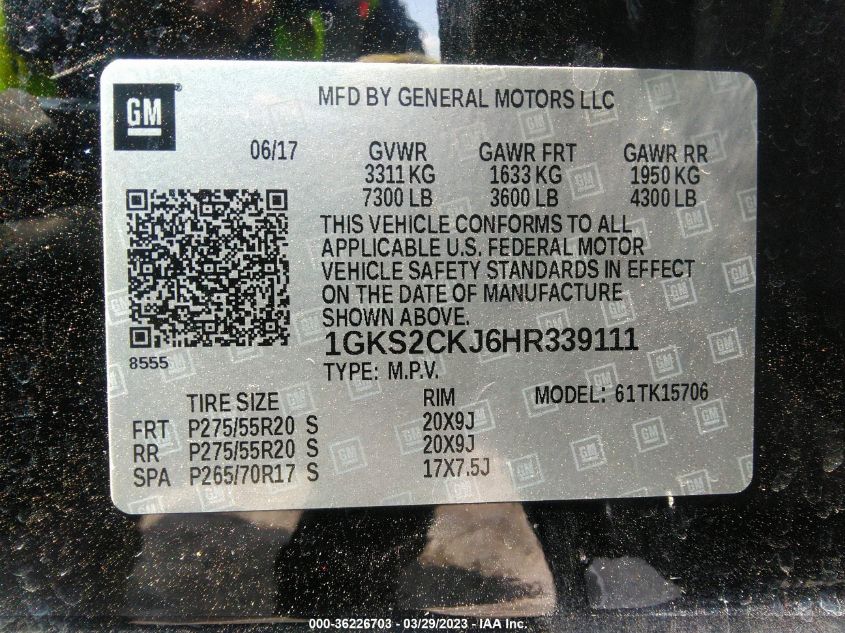 GM
MFD BY GENERAL MOTORS LLC
06/17 GVWR GAWR FRT GAWR RR
3311 KG 1633 KG 1950 KG
7300 LB 3600 LB 4300 LB
THIS VEHICLE CONFORMS TO ALL
APPLICABLE U.S. FEDERAL MOTOR
VEHICLE SAFETY STANDARDS IN EFFECT
ON THE DATE OF MANUFACTURE
SHOWN ABOVE.
1GKS2CKJ6HR339111
8555
TYPE: M.P.V.
MODEL: 61TK15706
TIRE SIZE RIM
FRT P275/55R20 S 20X9J
RR P275/55R20 S 20X9J
SPA P265/70R17 S 17X7.5J
000-36226703 - 03/29/2023 - IAA Inc.